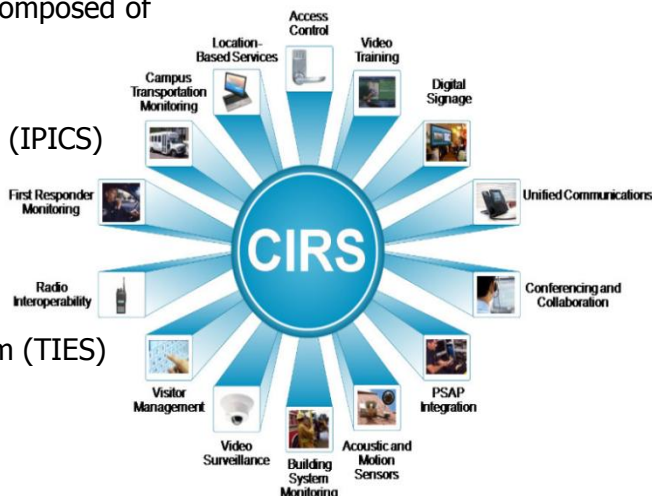 omposed of
(IPICS)
m (TIES)
Access
Control
Video
Training
Digital
Signage
Unified Communications
Conferencing and
Collaboration
PSAP
Integration
Acoustic and
Motion
Sensors
Building
System
Monitoring
Video
Surveillance
Visitor
Management
Radio
Interoperability
First Responder
Monitoring
Campus
Transportation
Monitoring
Location-
Based Services
CIRS